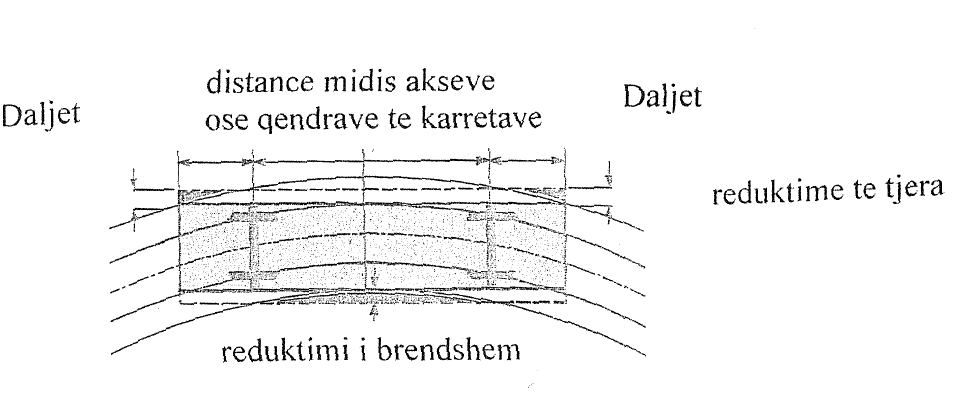 distance midis akseve
ose qendrave te karretave
Daljet
Daljet
reduktime te tjera
reduktimi i brendshem